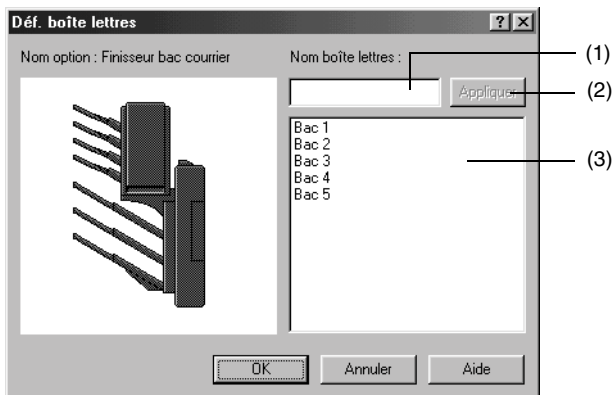 Déf. boîte lettres
Nom option : Finisseur bac courrier
Nom boîte lettres :
(1)
Appliquer
(2)
Bac 1
Bac 2
Bac 3
Bac 4
Bac 5
(3)
OK
Annuler
Aide